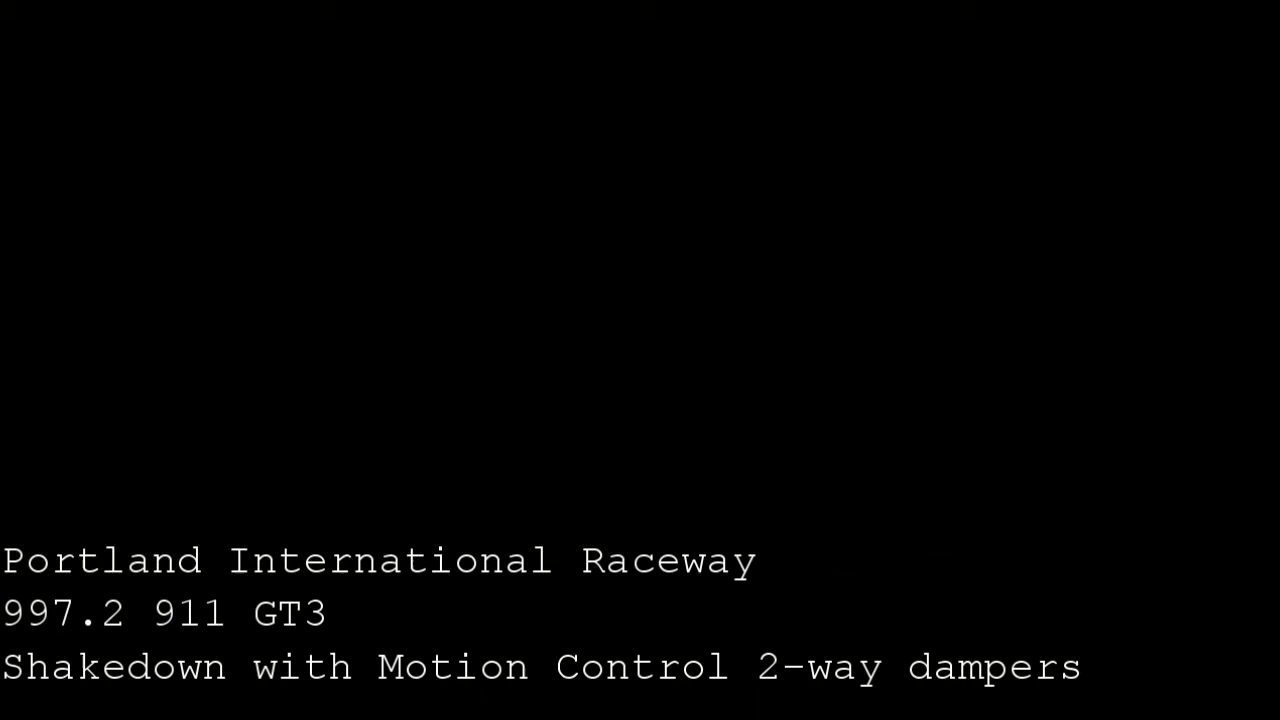 Portland International Raceway
997.2 911 GT3
Shakedown with Motion Control 2-way dampers